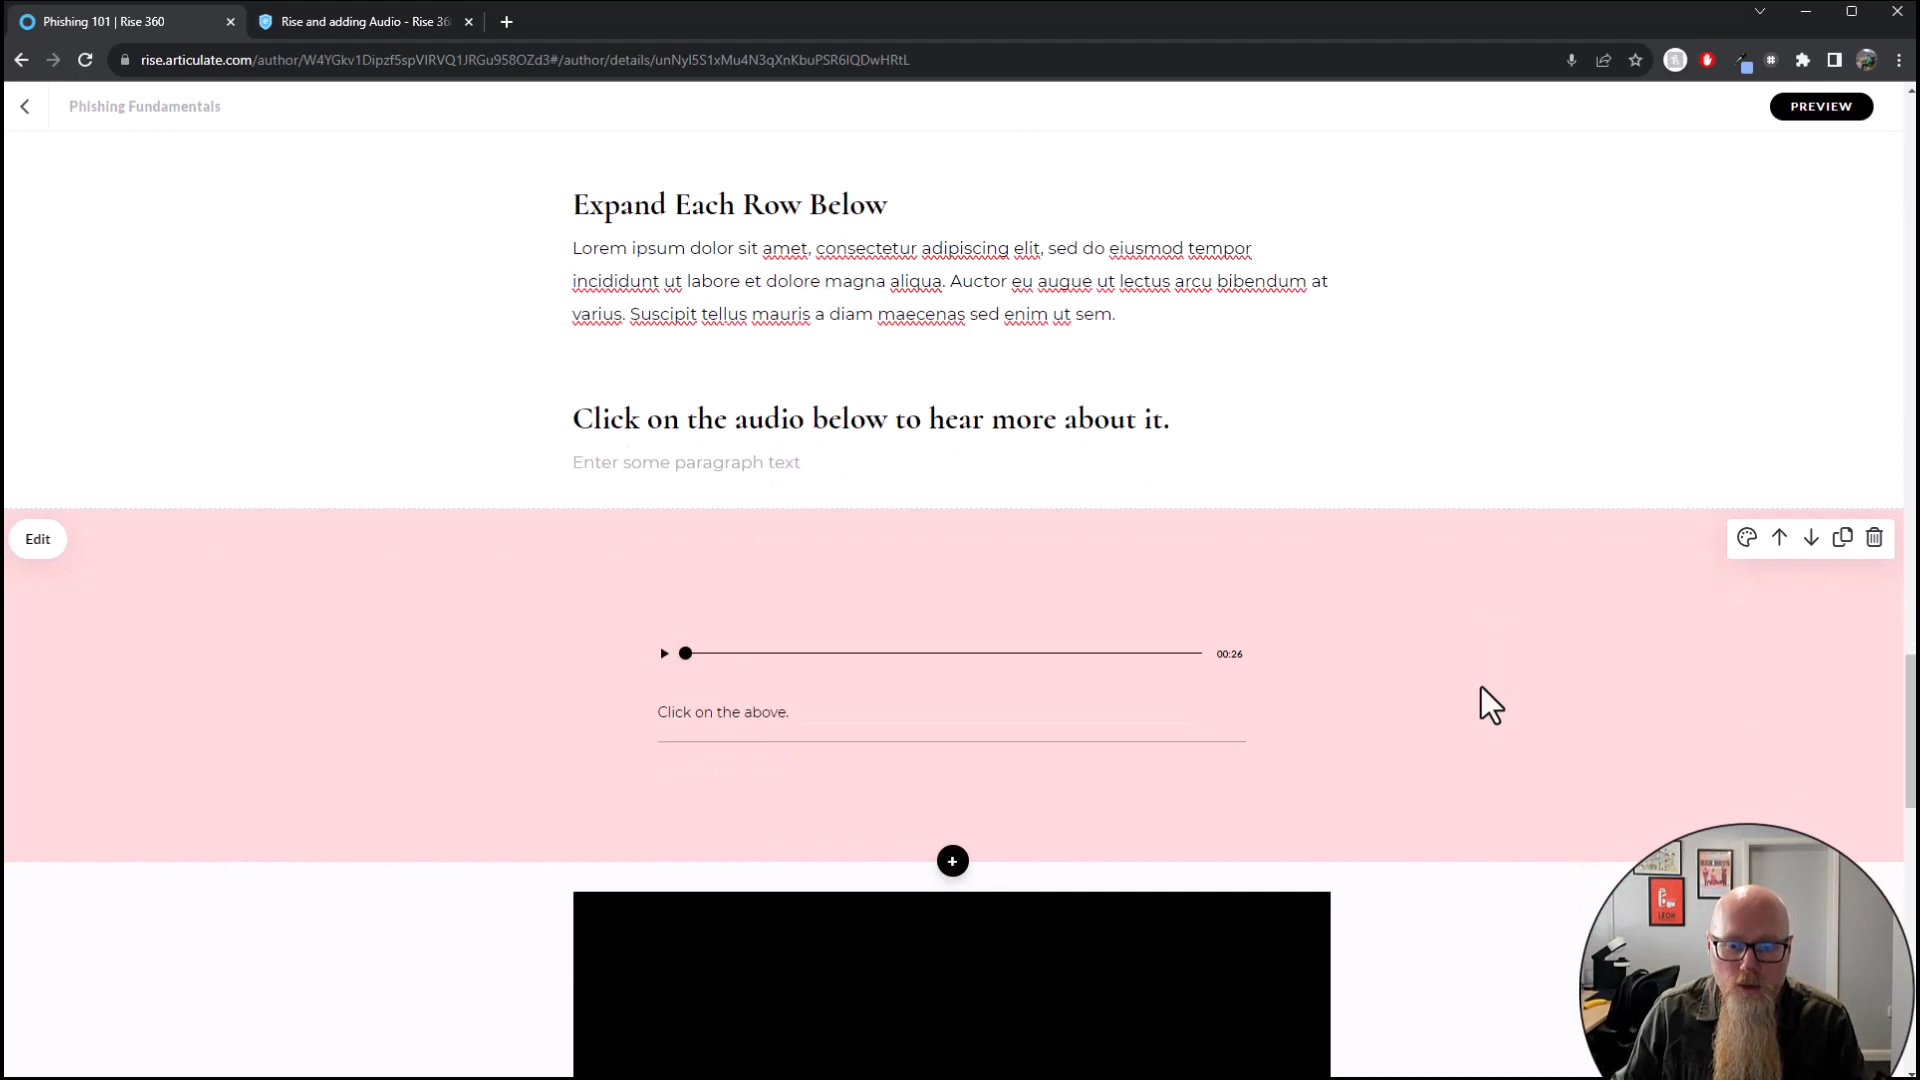 Phishing 101 | Rise 360
Rise and adding Audio - Rise 36
rise.articulate.com/author/W4YGkv1Dipzf5spVIRVQ1JRGu958OZd3#/author/details/unNyl5S1xMu4N3qXnKbuPSR6IQDwHRtL
Phishing Fundamentals
PREVIEW
Expand Each Row Below
Lorem ipsum dolor sit amet, consectetur adipiscing elit, sed do eiusmod tempor
incididunt ut labore et dolore magna aliqua. Auctor eu augue ut lectus arcu bibendum at
varius. Suscipit tellus mauris a diam maecenas sed enim ut sem.
Click on the audio below to hear more about it.
Enter some paragraph text
Edit
00:26
Click on the above.
LEON